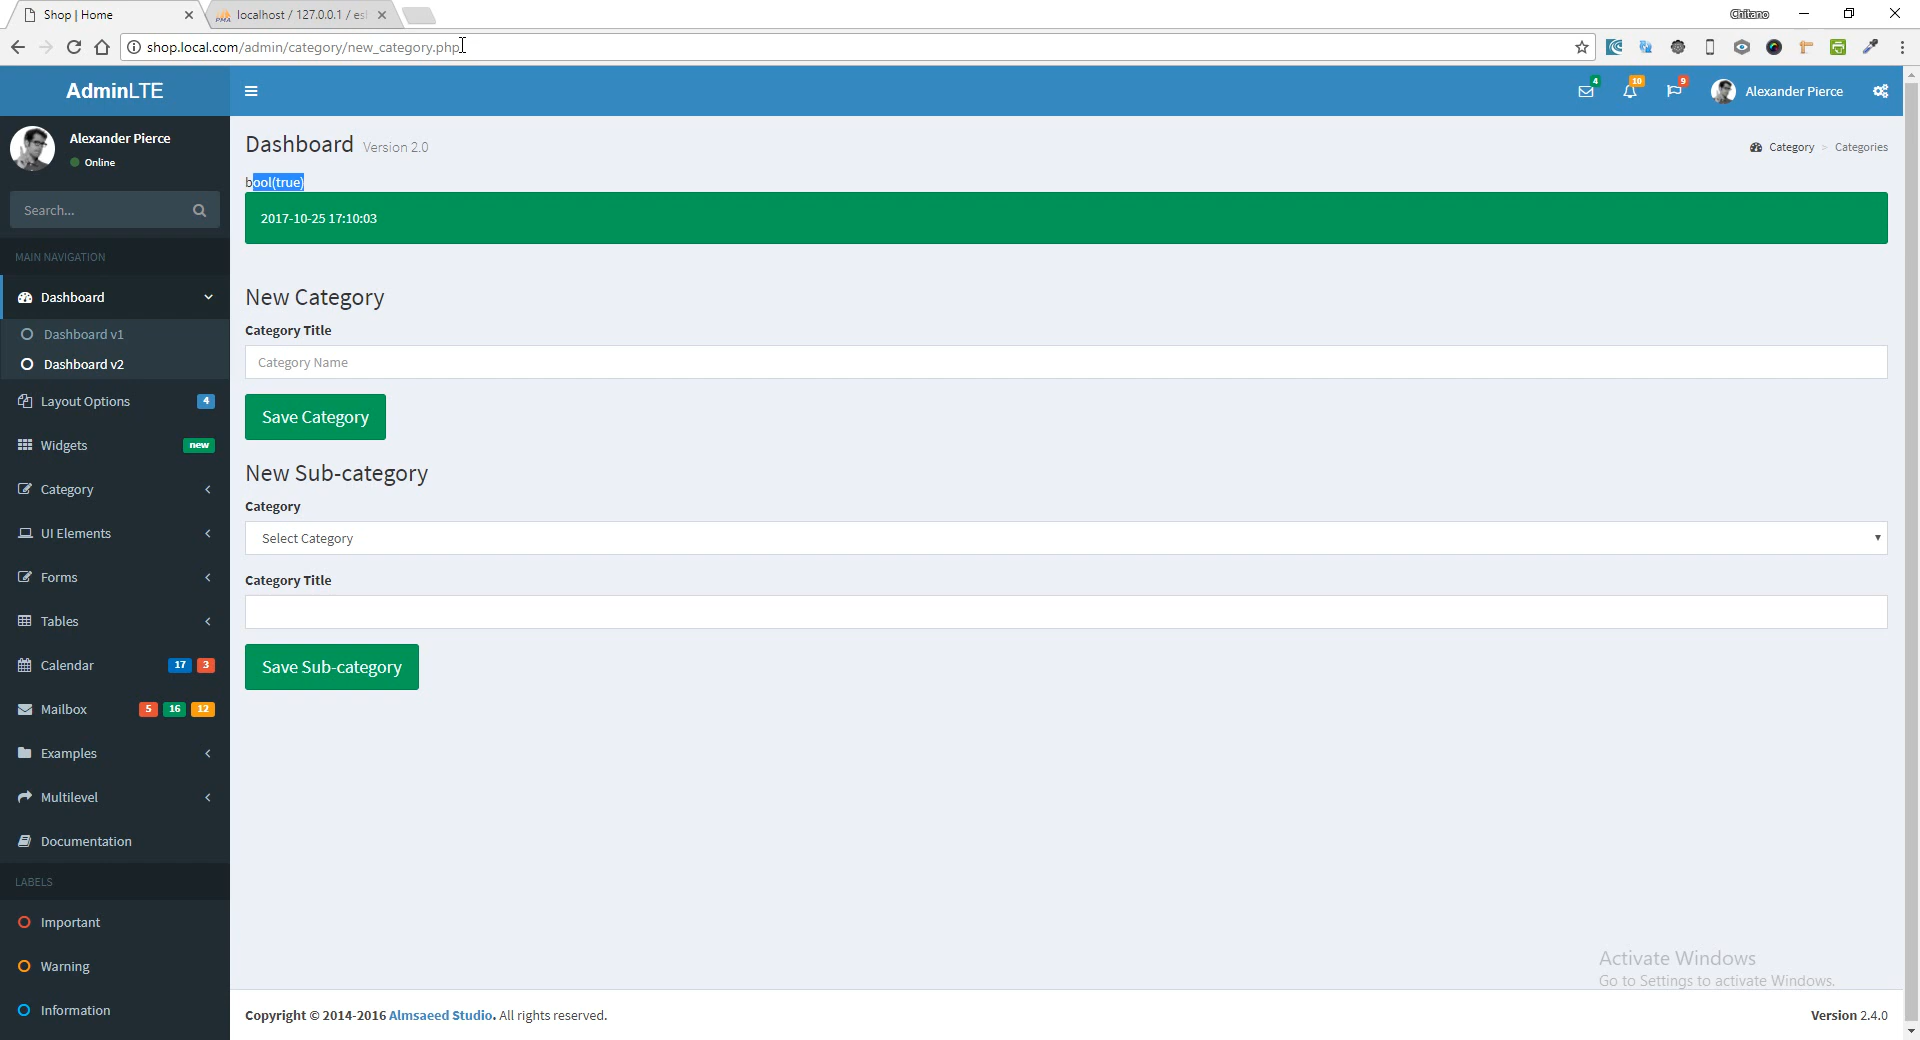 Shop | Home
localhost / 127.0.0.1 / es
Chitano
shop.local.com/admin/category/new_category.php
AdminLTE
4
10
9
Alexander Pierce
Alexander Pierce
Online
Dashboard Version 2.0
Category > Categories
bool(true)
Search...
2017-10-25 17:10:03
MAIN NAVIGATION
Dashboard
Dashboard v1
Dashboard v2
Layout Options 4
Widgets new
Category
UI Elements
Forms
Tables
Calendar 17 3
Mailbox 5 16 12
Examples
Multilevel
Documentation
LABELS
Important
Warning
Information
New Category
Category Title
Category Name
Save Category
New Sub-category
Category
Select Category
Category Title
Save Sub-category
Activate Windows
Go to Settings to activate Windows.
Copyright © 2014-2016 Almsaeed Studio. All rights reserved.
Version 2.4.0